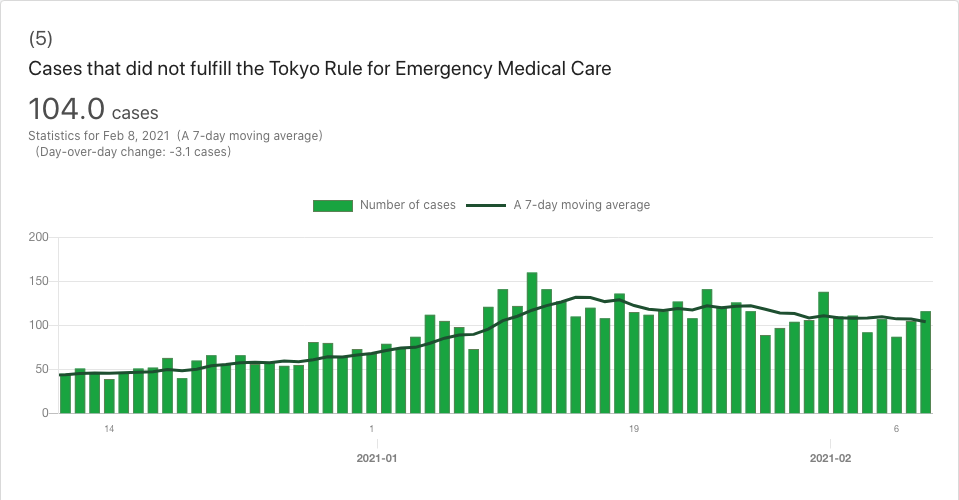 (5)
Cases that did not fulfill the Tokyo Rule for Emergency Medical Care
104.0 cases
Statistics for Feb 8, 2021 (A 7-day moving average)
(Day-over-day change: -3.1 cases)
Number of cases A 7-day moving average
200
150
100
50
0
14 1 19 6
2021-01 2021-02